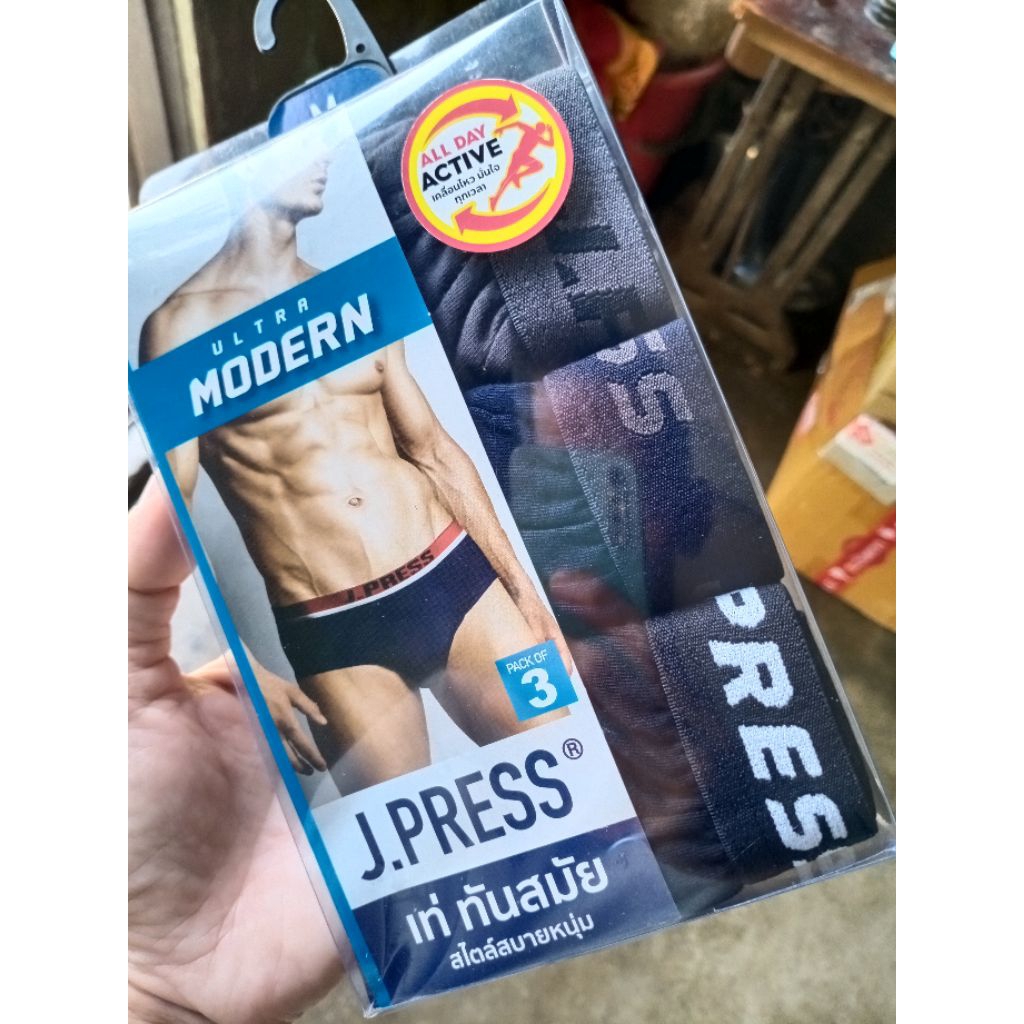 M
ALL DAY
ACTIVE
เคลื่อนไหว มั่นใจ
ทุกเวลา
ULTRA
MODERN
J.PRESS
PACK OF
3
J.PRESS®
เท่ ทันสมัย
สไตล์สบายหนุ่ม
PRES